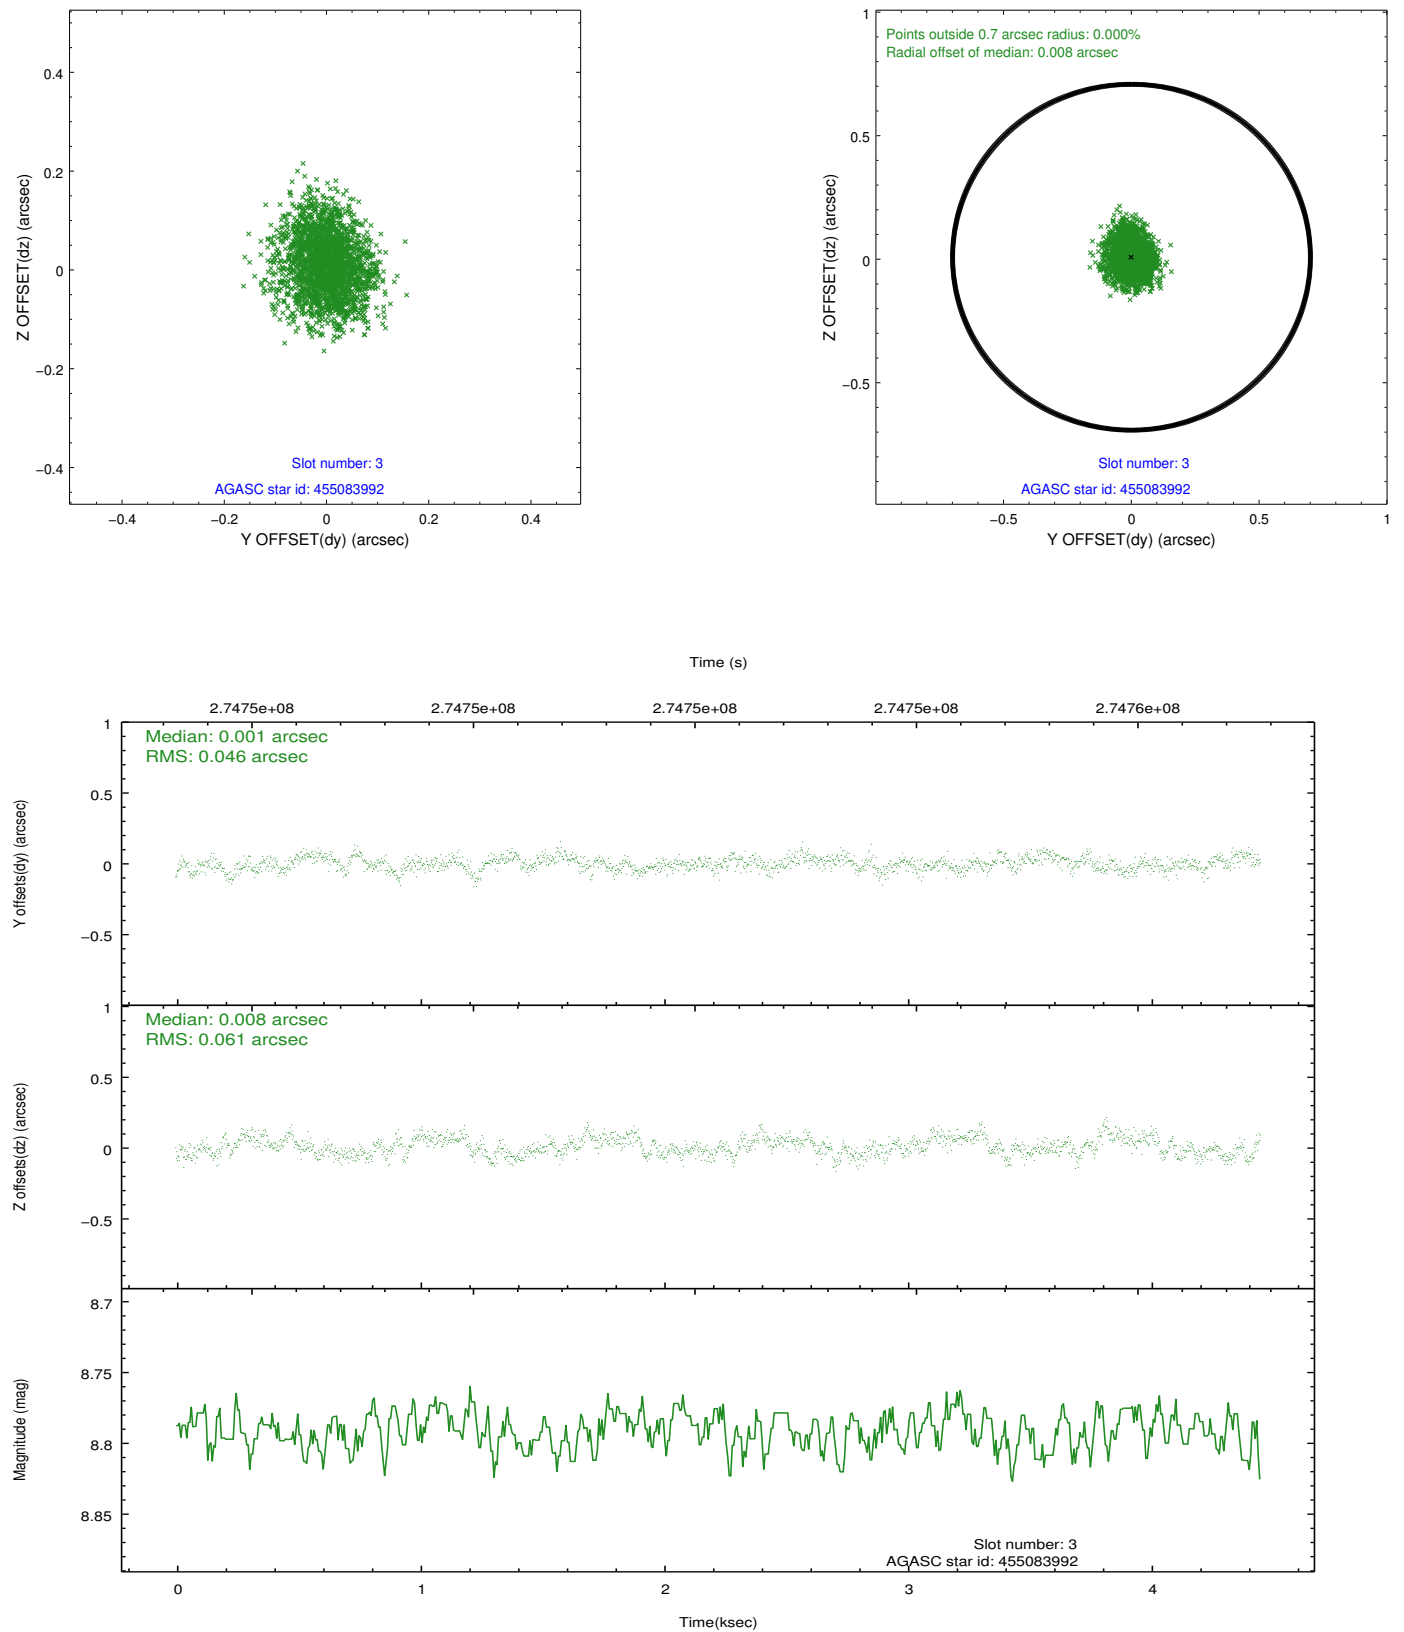 0.4
0.2
0
−0.2
−0.4
Z OFFSET(dz) (arcsec)
Slot number: 3
AGASC star id: 455083992
−0.4
−0.2
0
0.2
0.4
Y OFFSET(dy) (arcsec)
1
0.5
0
−0.5
Z OFFSET(dz) (arcsec)
Points outside 0.7 arcsec radius: 0.000%
Radial offset of median: 0.008 arcsec
Slot number: 3
AGASC star id: 455083992
−0.5
0
0.5
1
Y OFFSET(dy) (arcsec)
Time (s)
2.7475e+08
2.7475e+08
2.7475e+08
2.7475e+08
2.7476e+08
1
0.5
0
−0.5
Y offsets(dy) (arcsec)
Median: 0.001 arcsec
RMS: 0.046 arcsec
1
0.5
0
−0.5
Z offsets(dz) (arcsec)
Median: 0.008 arcsec
RMS: 0.061 arcsec
8.7
8.75
8.8
8.85
Magnitude (mag)
Slot number: 3
AGASC star id: 455083992
0
1
2
3
4
Time(ksec)